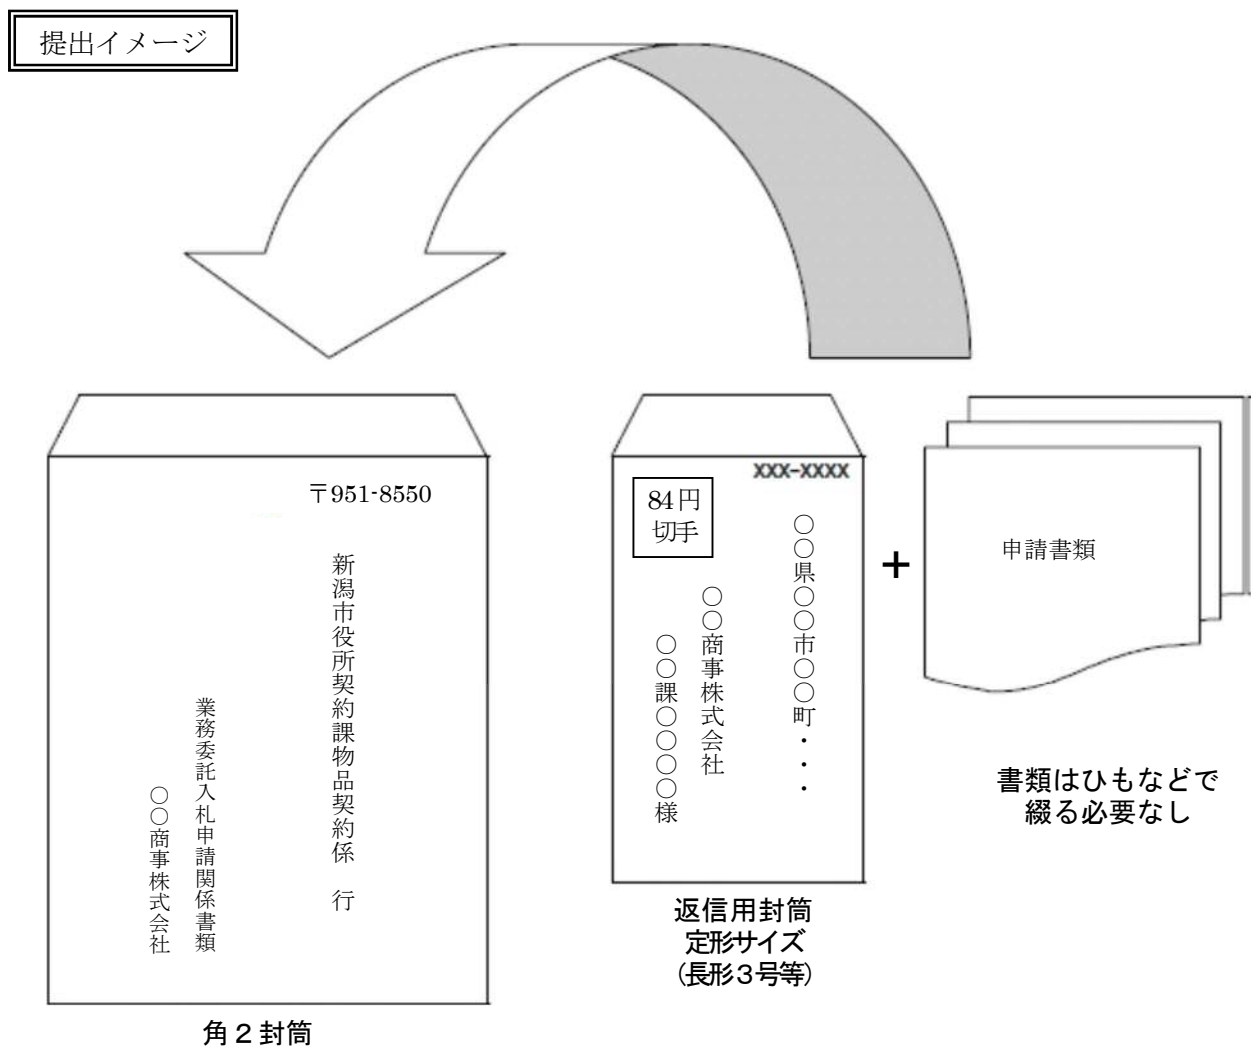 提出イメージ
〒951-8550
新潟市役所契約課物品契約係　行
業務委託入札申請関係書類
○○商事株式会社
角２封筒
XXX-XXXX
84円
切手
○○県○○市○○町・・・
○○商事株式会社
○○課○○○○様
返信用封筒
定形サイズ
（長形３号等）
+
申請書類
書類はひもなどで
綴る必要なし